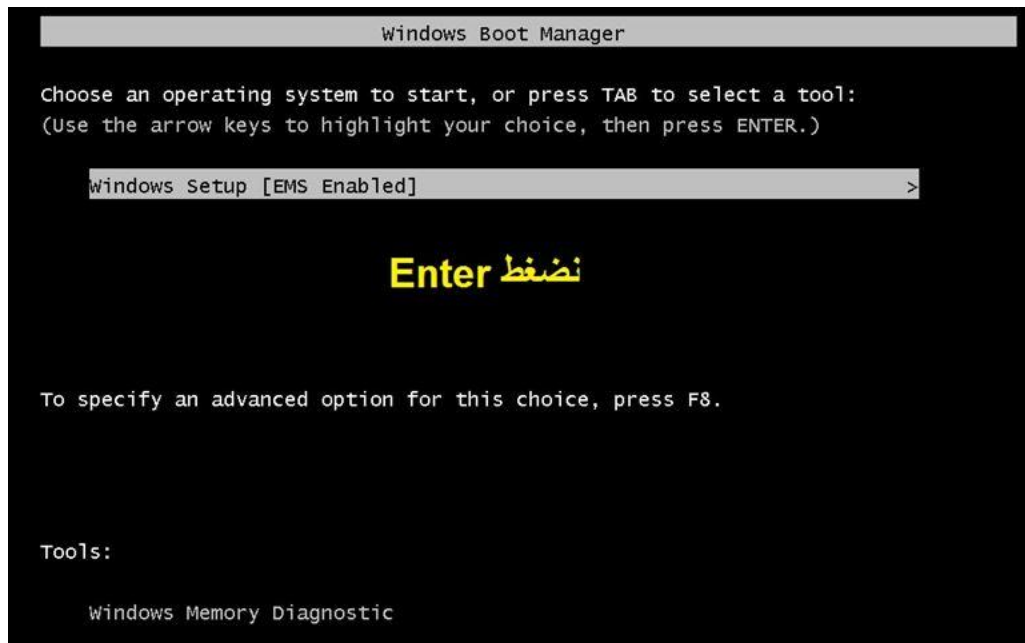 Windows Boot Manager
Choose an operating system to start, or press TAB to select a tool:
(Use the arrow keys to highlight your choice, then press ENTER.)
Windows Setup [EMS Enabled] >
نضغط Enter
To specify an advanced option for this choice, press F8.
Tools:
Windows Memory Diagnostic